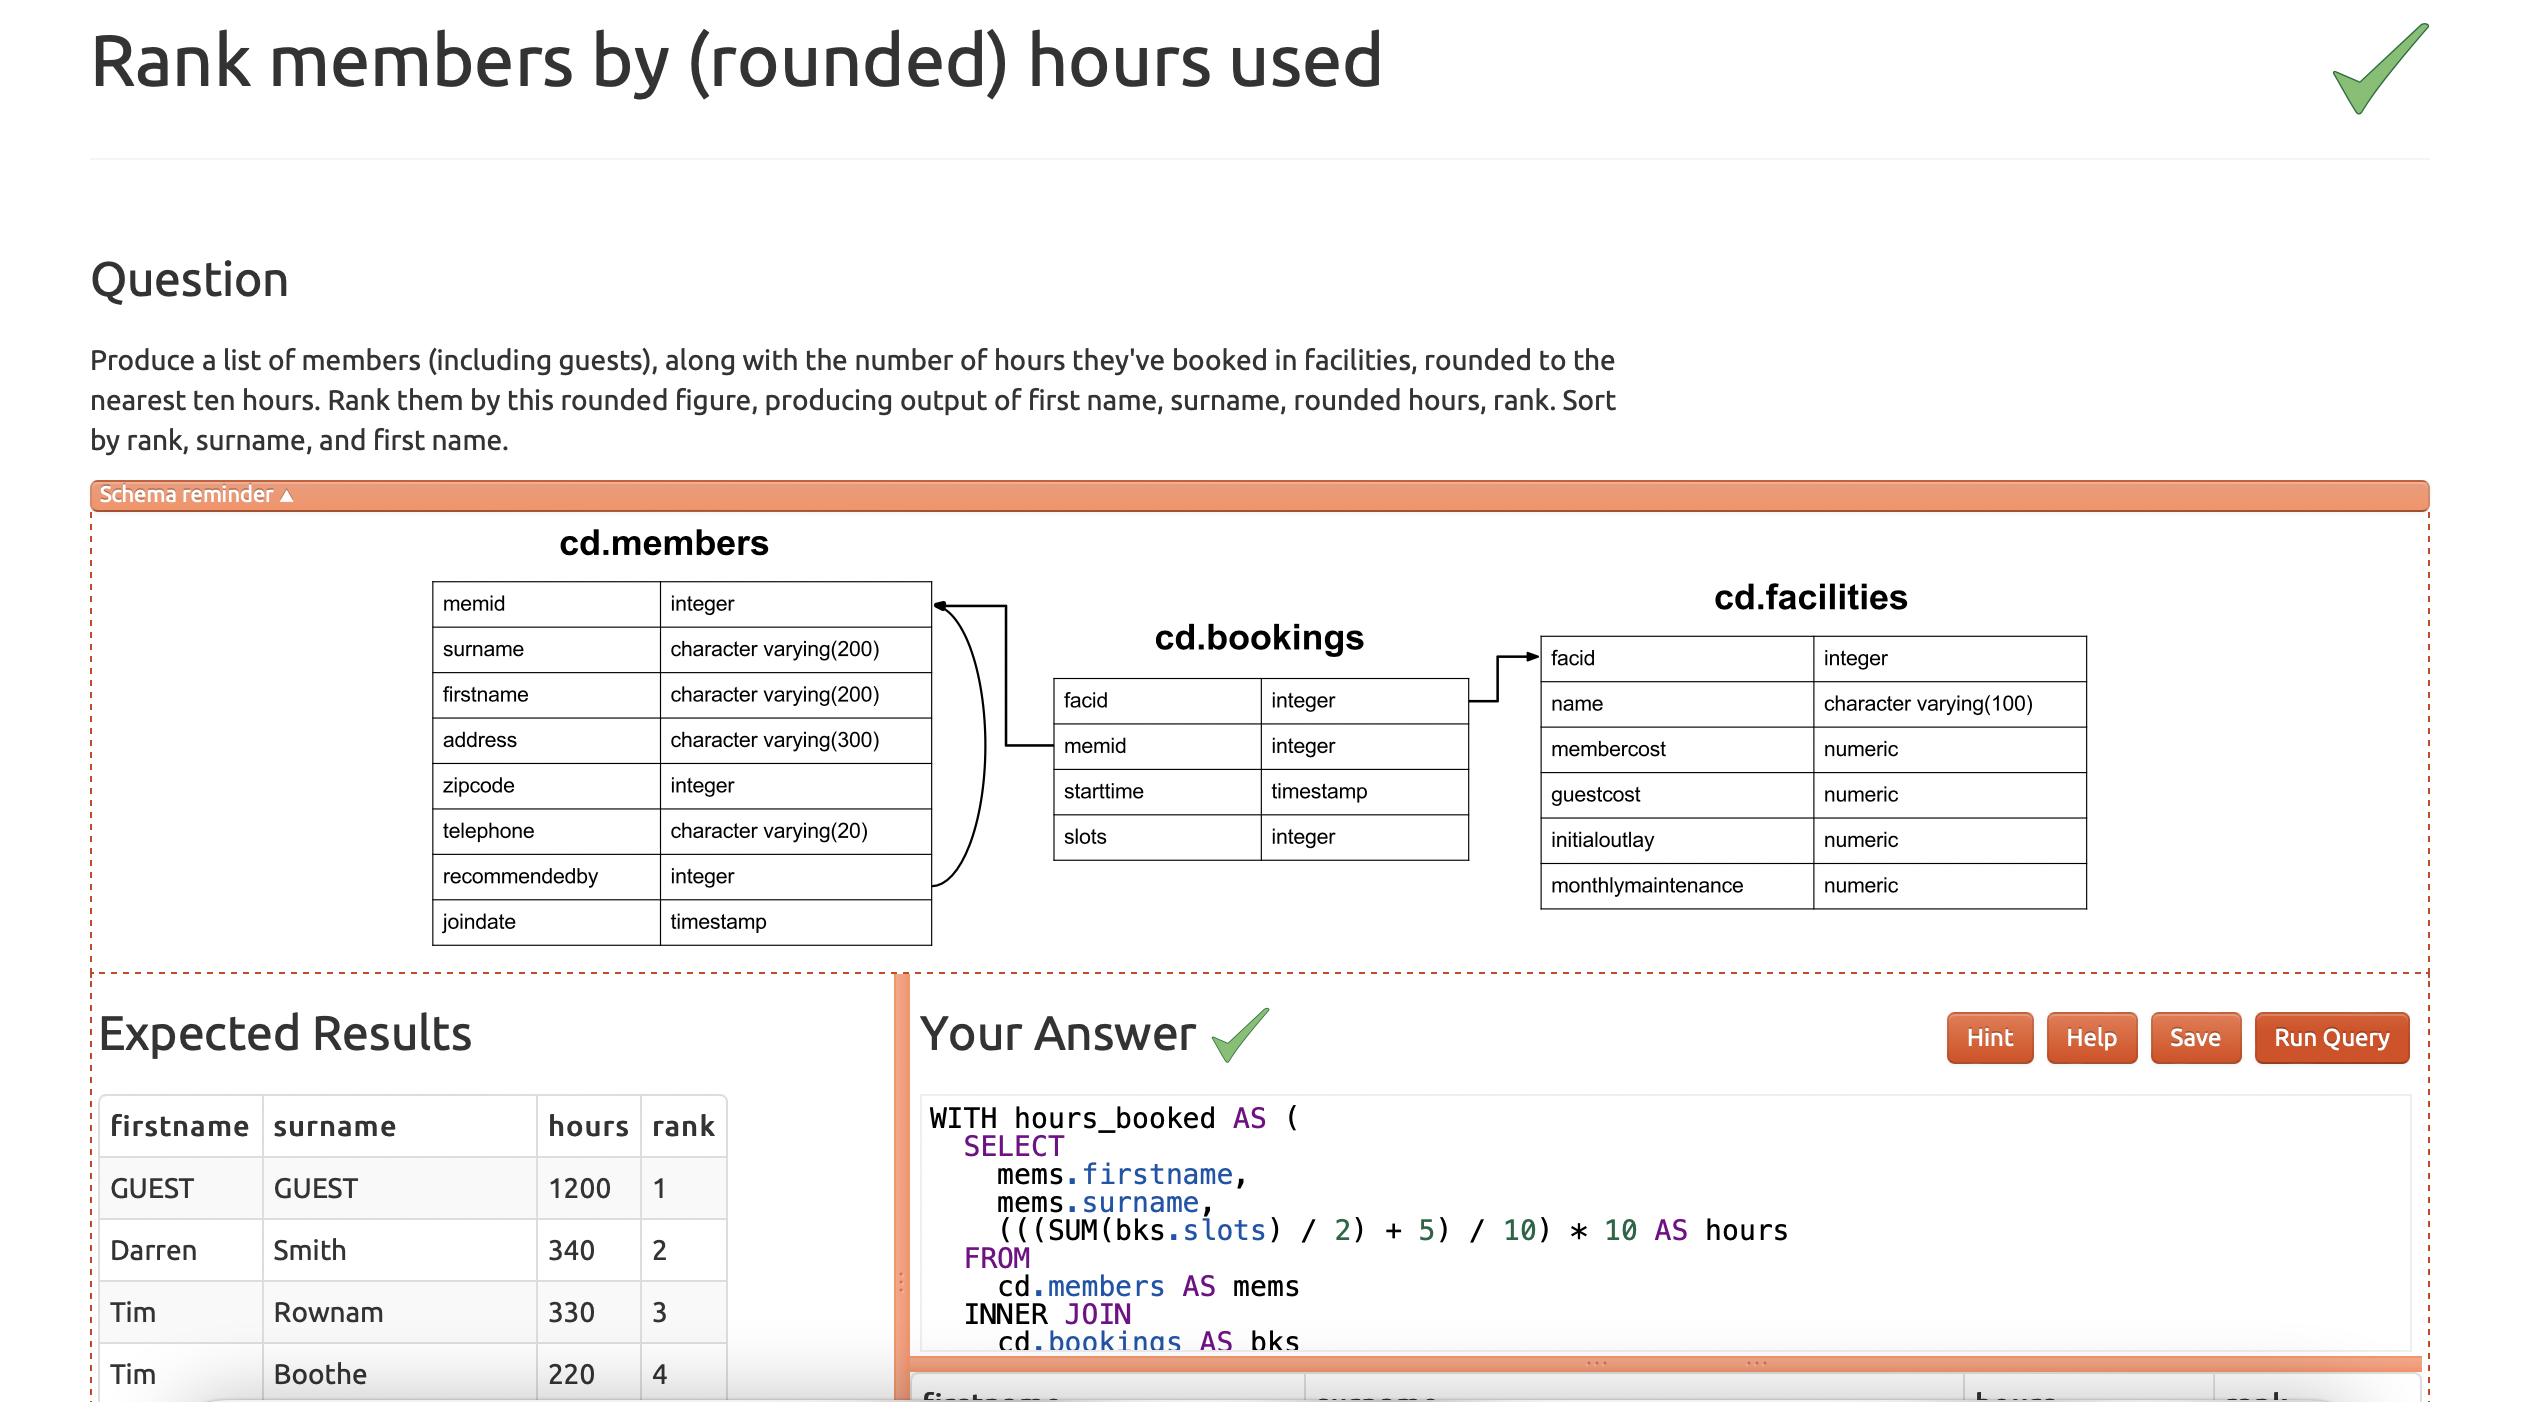 Rank members by (rounded) hours used
Question
Produce a list of members (including guests), along with the number of hours they've booked in facilities, rounded to the
nearest ten hours. Rank them by this rounded figure, producing output of first name, surname, rounded hours, rank. Sort
by rank, surname, and first name.
Schema reminder ▲
cd.members
memid integer
surname character varying(200)
firstname character varying(200)
address character varying(300)
zipcode integer
telephone character varying(20)
recommendedby integer
joindate timestamp
cd.bookings
facid integer
memid integer
starttime timestamp
slots integer
cd.facilities
facid integer
name character varying(100)
membercost numeric
guestcost numeric
initialoutlay numeric
monthlymaintenance numeric
Expected Results
firstname surname hours rank
GUEST GUEST 1200 1
Darren Smith 340 2
Tim Rownam 330 3
Tim Boothe 220 4
Your Answer
Hint Help Save Run Query
WITH hours_booked AS (
SELECT
mems.firstname,
mems.surname,
(((SUM(bks.slots) / 2) + 5) / 10) * 10 AS hours
FROM
cd.members AS mems
INNER JOIN
cd.bookings AS bks
firstname surname hours rank